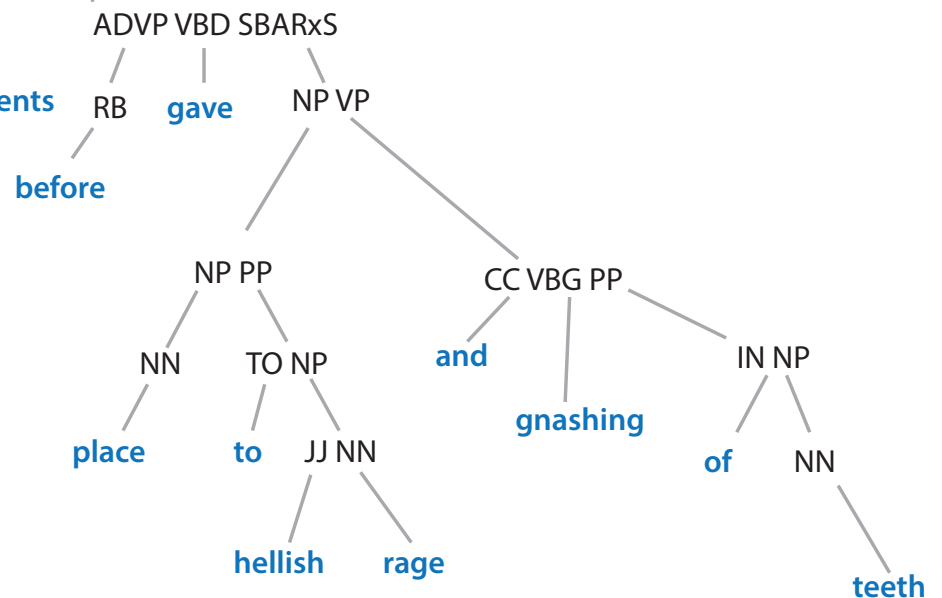 ADVP VBD SBARxS
ents RB gave NP VP
before
NP PP CC VBG PP
and IN NP
NN TO NP
gnashing
place to JJ NN of NN
hellish rage
teeth